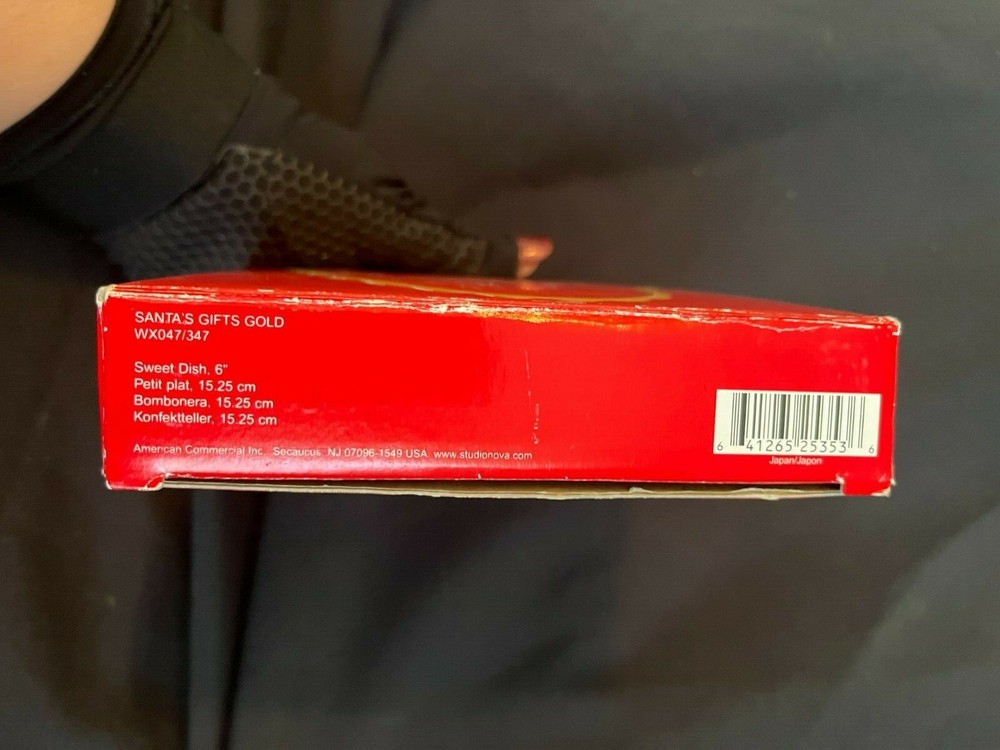 SANTA'S GIFTS GOLD
WX047/347
Sweet Dish, 6"
Petit plat, 15.25 cm
Bombonera, 15.25 cm
Konfektteller, 15.25 cm
American Commercial Inc. Secaucus, NJ 07096-1549 USA www.studionova.com
6 41265 25353 6
Japan/Japon